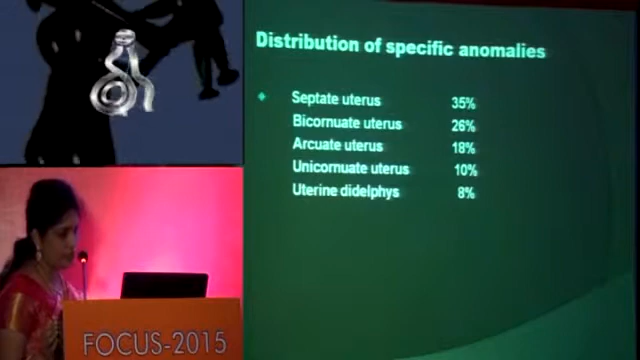 Distribution of specific anomalies
Septate uterus 35%
Bicornuate uterus 26%
Arcuate uterus 18%
Unicornuate uterus 10%
Uterine didelphys 8%
FOCUS-2015